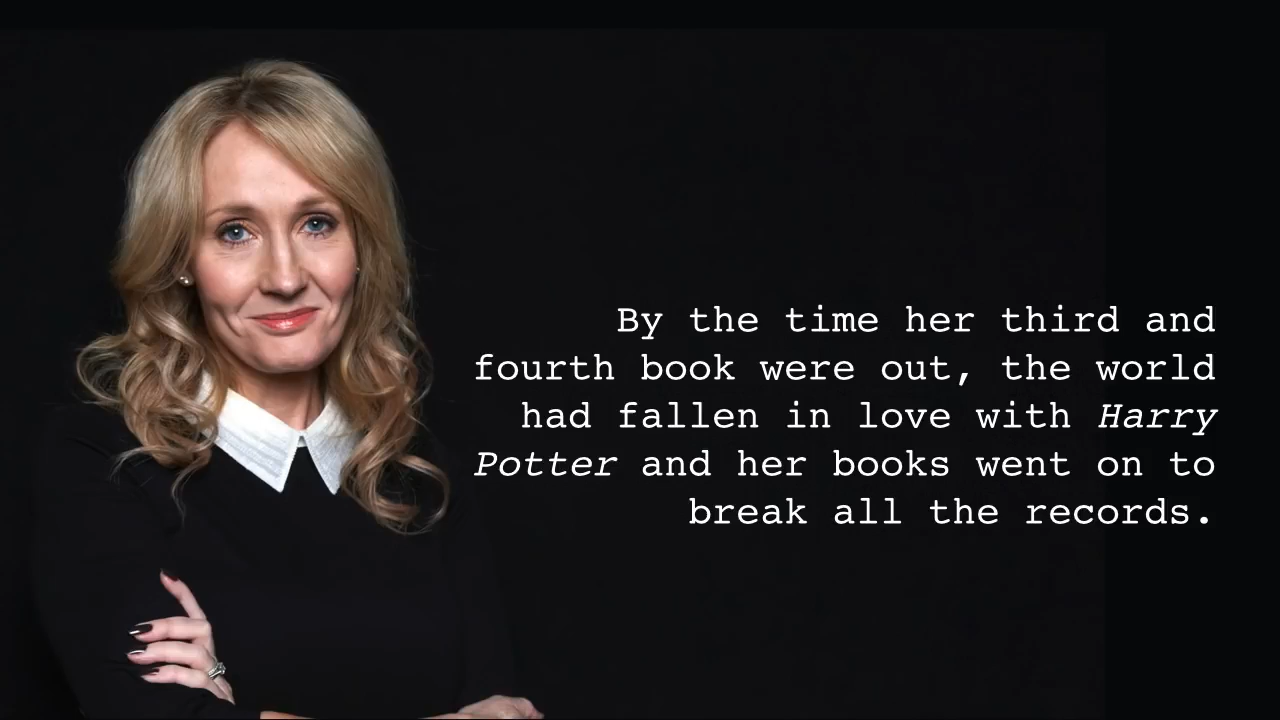 By the time her third and
fourth book were out, the world
had fallen in love with Harry
Potter and her books went on to
break all the records.